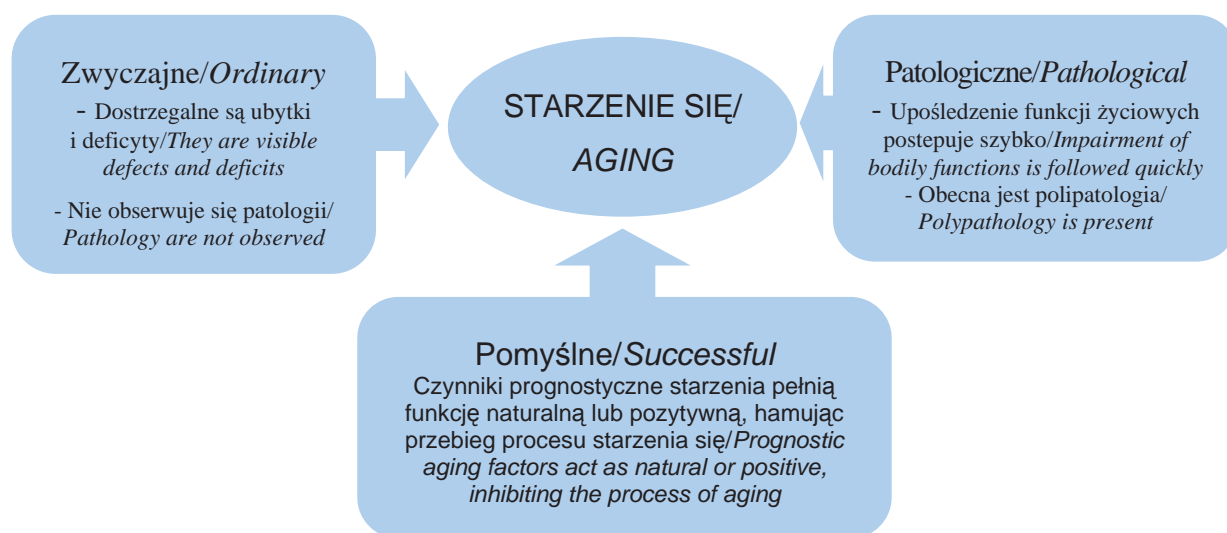 Zwyczajne/Ordinary
- Dostrzegalne są ubytki
i deficyty/They are visible
defects and deficits
- Nie obserwuje się patologii/
Pathology are not observed
STARZENIE SIĘ/
AGING
Patologiczne/Pathological
- Upośledzenie funkcji życiowych
postepuje szybko/Impairment of
bodily functions is followed quickly
- Obecna jest polipatologia/
Polypathology is present
Pomyślne/Successful
Czynniki prognostyczne starzenia pełnią
funkcję naturalną lub pozytywną, hamując
przebieg procesu starzenia się/Prognostic
aging factors act as natural or positive,
inhibiting the process of aging